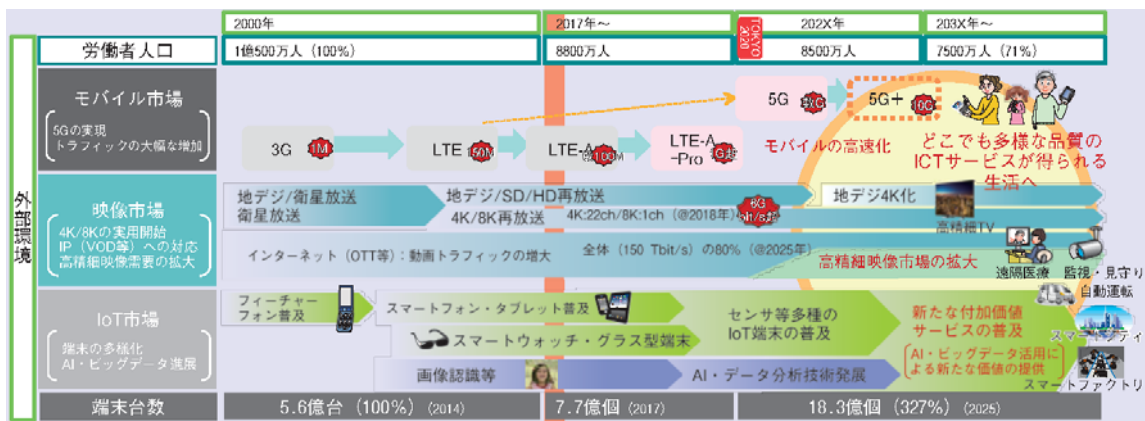 2000年
2017年～
202X年
203X年～
TOKYO
2020
外部環境
労働者人口
1億500万人（100%）
8800万人
8500万人
7500万人（71%）
モバイル市場
5Gの実現
トラフィックの大幅な増加
3G
1M
LTE
150M
LTE-A
100M
LTE-A
-Pro
1G超
5G
5G+
10G
モバイルの高速化
どこでも多様な品質の
ICTサービスが得られる
生活へ
映像市場
4K/8Kの実用開始
IP（VOD等）への対応
高精細映像需要の拡大
地デジ/衛星放送
衛星放送
地デジ/SD/HD再放送
4K/8K再放送
4K:22ch/8K:1ch（@2018年）
6G
bit/s超
地デジ4K化
高精細TV
インターネット（OTT等）：動画トラフィックの増大
全体（150 Tbit/s）の80%（@2025年）
高精細映像市場の拡大
遠隔医療
監視・見守り
自動運転
IoT市場
端末の多様化
AI・ビッグデータ進展
フィーチャー
フォン普及
スマートフォン・タブレット普及
スマートウォッチ・グラス型端末
センサ等多種の
IoT端末の普及
新たな付加価値
サービスの普及
AI・ビッグデータ活用に
よる新たな価値の提供
スマートシティ
スマートファクトリ
画像認識等
AI・データ分析技術発展
端末台数
5.6億台（100%）(2014)
7.7億個（2017）
18.3億個（327%）(2025)